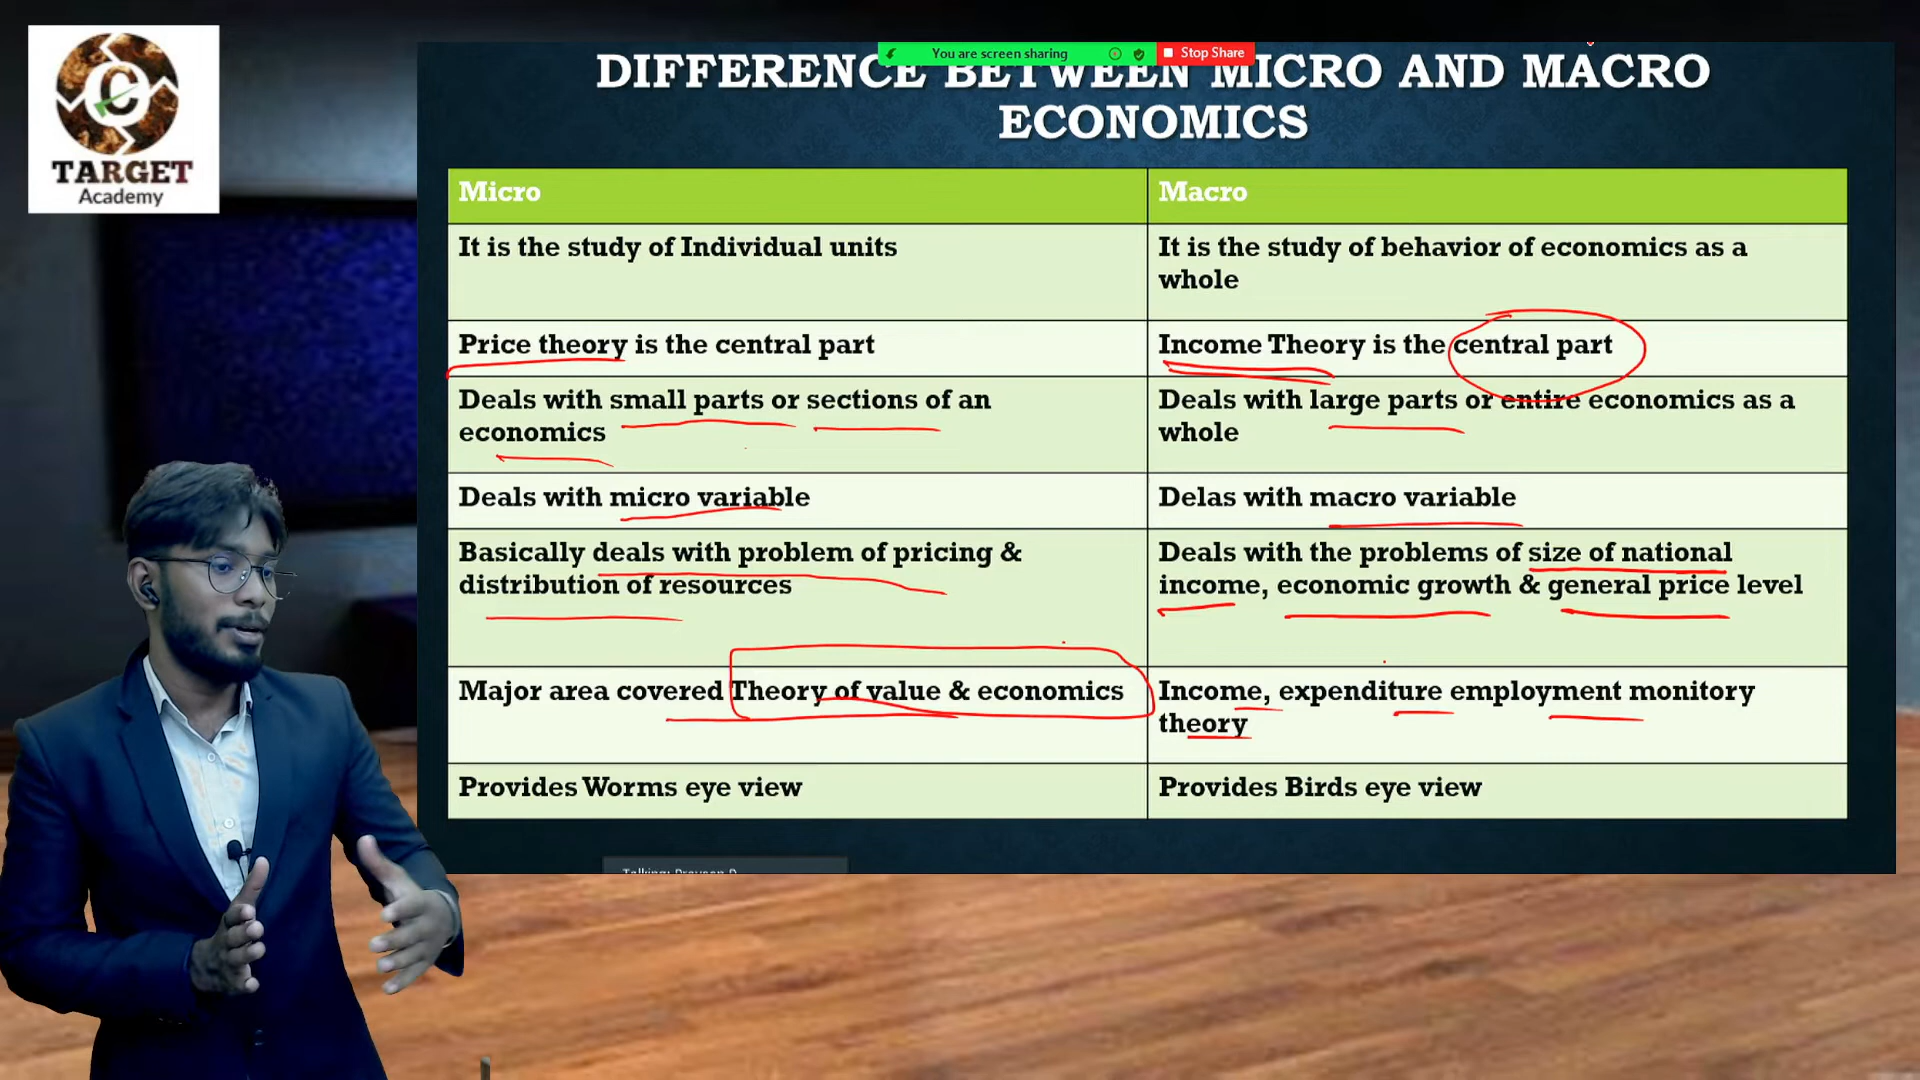 TARGET
Academy
You are screen sharing
Stop Share
DIFFERENCE BETWEEN MICRO AND MACRO
ECONOMICS
Micro
Macro
It is the study of Individual units
It is the study of behavior of economics as a
whole
Price theory is the central part
Income Theory is the central part
Deals with small parts or sections of an
economics
Deals with large parts or entire economics as a
whole
Deals with micro variable
Delas with macro variable
Basically deals with problem of pricing &
distribution of resources
Deals with the problems of size of national
income, economic growth & general price level
Major area covered Theory of value & economics
Income, expenditure employment monitory
theory
Provides Worms eye view
Provides Birds eye view